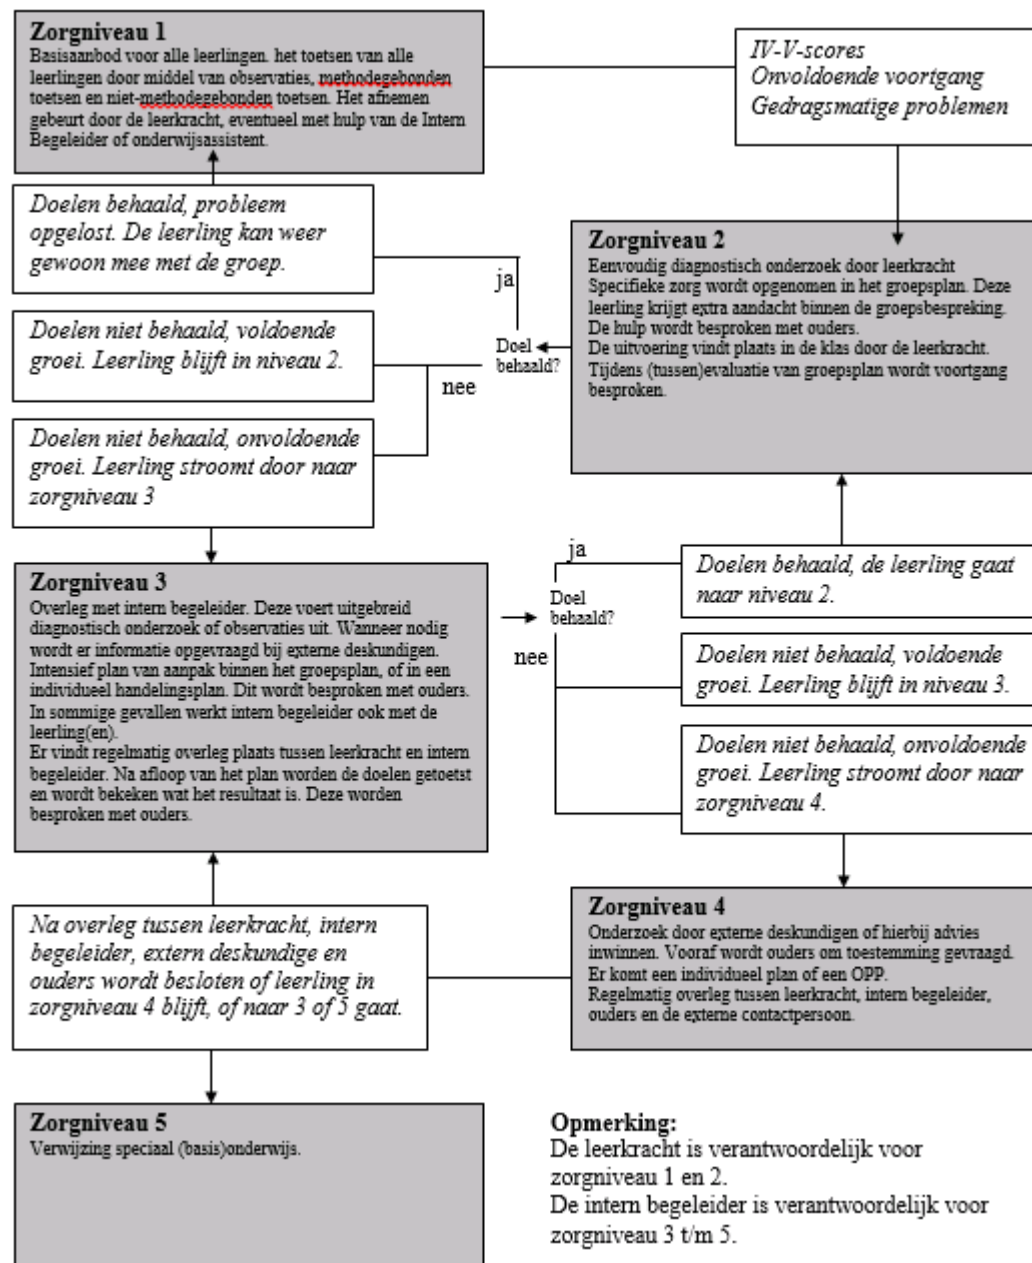 Zorgniveau 1
Basisaanbod voor alle leerlingen. het toetsen van alle
leerlingen door middel van observaties, methodegebonden
toetsen en niet-methodegebonden toetsen. Het afnemen
gebeurt door de leerkracht, eventueel met hulp van de Intern
Begeleider of onderwijsassistent.
IV-V-scores
Onvoldoende voortgang
Gedragsmatige problemen
Doelen behaald, probleem
opgelost. De leerling kan weer
gewoon mee met de groep.
ja
Doelen niet behaald, voldoende
groei. Leerling blijft in niveau 2.
Doel
behaald?
nee
Doelen niet behaald, onvoldoende
groei. Leerling stroomt door naar
zorgniveau 3
Zorgniveau 2
Eenvoudig diagnostisch onderzoek door leerkracht
Specifieke zorg wordt opgenomen in het groepsplan. Deze
leerling krijgt extra aandacht binnen de groepsbespreking.
De hulp wordt besproken met ouders.
De uitvoering vindt plaats in de klas door de leerkracht.
Tijdens (tussen)evaluatie van groepsplan wordt voortgang
besproken.
Zorgniveau 3
Overleg met intern begeleider. Deze voert uitgebreid
diagnostisch onderzoek of observaties uit. Wanneer nodig
wordt er informatie opgevraagd bij externe deskundigen.
Intensief plan van aanpak binnen het groepsplan, of in een
individueel handelingsplan. Dit wordt besproken met ouders.
In sommige gevallen werkt intern begeleider ook met de
leerling(en).
Er vindt regelmatig overleg plaats tussen leerkracht en intern
begeleider. Na afloop van het plan worden de doelen getoetst
en wordt bekeken wat het resultaat is. Deze worden
besproken met ouders.
ja
Doel
behaald?
nee
Doelen behaald, de leerling gaat
naar niveau 2.
Doelen niet behaald, voldoende
groei. Leerling blijft in niveau 3.
Doelen niet behaald, onvoldoende
groei. Leerling stroomt door naar
zorgniveau 4.
Na overleg tussen leerkracht, intern
begeleider, extern deskundige en
ouders wordt besloten of leerling in
zorgniveau 4 blijft, of naar 3 of 5 gaat.
Zorgniveau 4
Onderzoek door externe deskundigen of hierbij advies
inwinnen. Vooraf wordt ouders om toestemming gevraagd.
Er komt een individueel plan of een OPP.
Regelmatig overleg tussen leerkracht, intern begeleider,
ouders en de externe contactpersoon.
Zorgniveau 5
Verwijzing speciaal (basis)onderwijs.
Opmerking:
De leerkracht is verantwoordelijk voor
zorgniveau 1 en 2.
De intern begeleider is verantwoordelijk voor
zorgniveau 3 t/m 5.